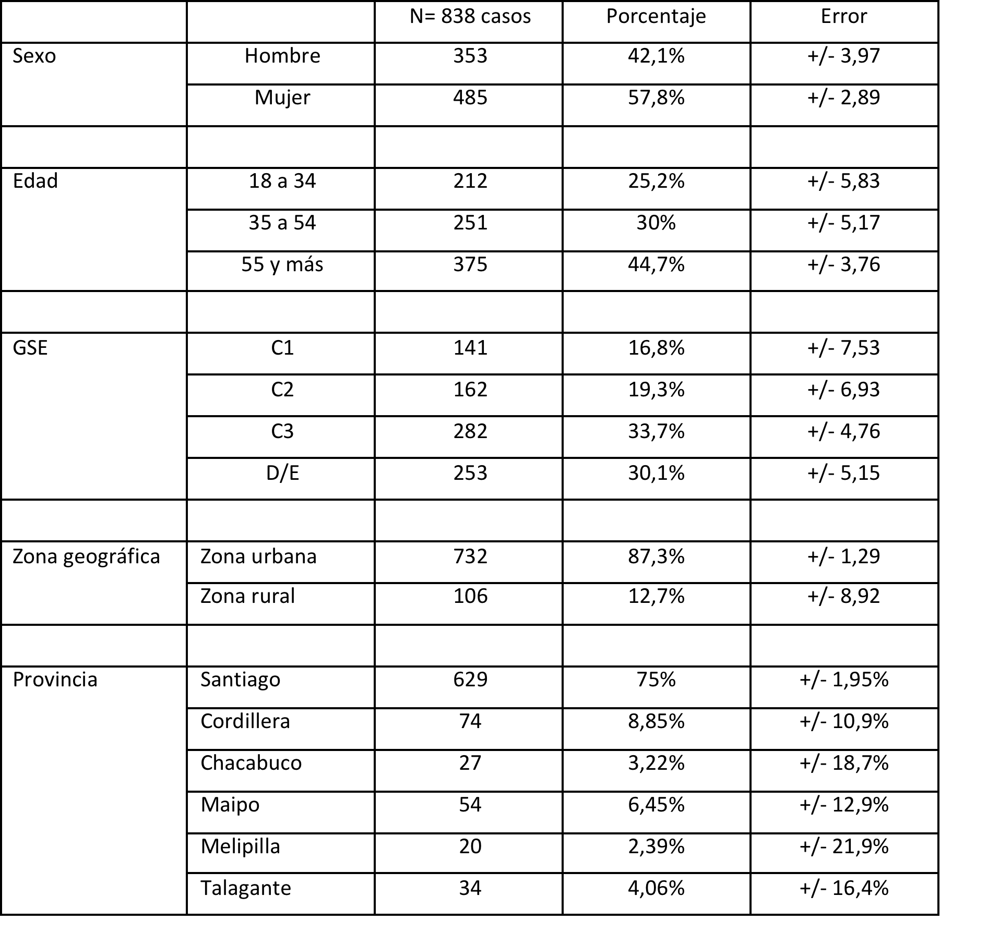 N= 838 casos Porcentaje Error
Sexo Hombre 353 42,1% +/- 3,97
Mujer 485 57,8% +/- 2,89
Edad 18 a 34 212 25,2% +/- 5,83
35 a 54 251 30% +/- 5,17
55 y más 375 44,7% +/- 3,76
GSE C1 141 16,8% +/- 7,53
C2 162 19,3% +/- 6,93
C3 282 33,7% +/- 4,76
D/E 253 30,1% +/- 5,15
Zona geográfica Zona urbana 732 87,3% +/- 1,29
Zona rural 106 12,7% +/- 8,92
Provincia Santiago 629 75% +/- 1,95%
Cordillera 74 8,85% +/- 10,9%
Chacabuco 27 3,22% +/- 18,7%
Maipo 54 6,45% +/- 12,9%
Melipilla 20 2,39% +/- 21,9%
Talagante 34 4,06% +/- 16,4%